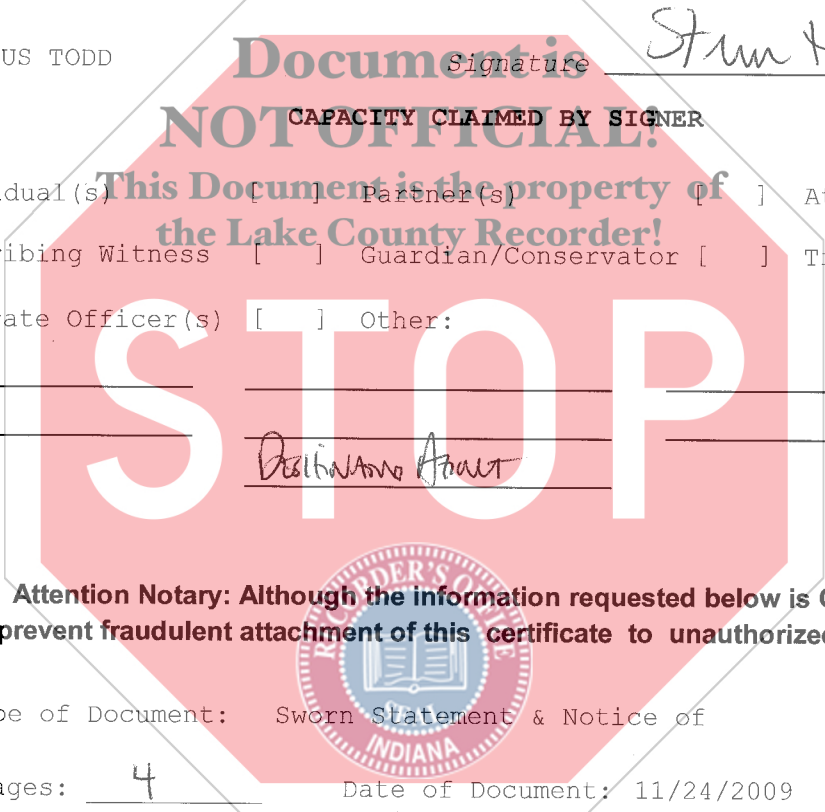 Document is
US TODD Signature
NOT OFFICIAL!
CAPACITY CLAIMED BY SIGNER
This Document is the property of
dual(s) [ ] Partner(s) [ ] At
the Lake County Recorder!
ribing Witness [ ] Guardian/Conservator [ ] T
rate Officer(s) [ ] Other:
STOP
Attention Notary: Although the information requested below is
prevent fraudulent attachment of this certificate to unauthorized
RECORDER'S OFFICE
SEAL
INDIANA
pe of Document: Sworn Statement & Notice of
ages: 4 Date of Document: 11/24/2009